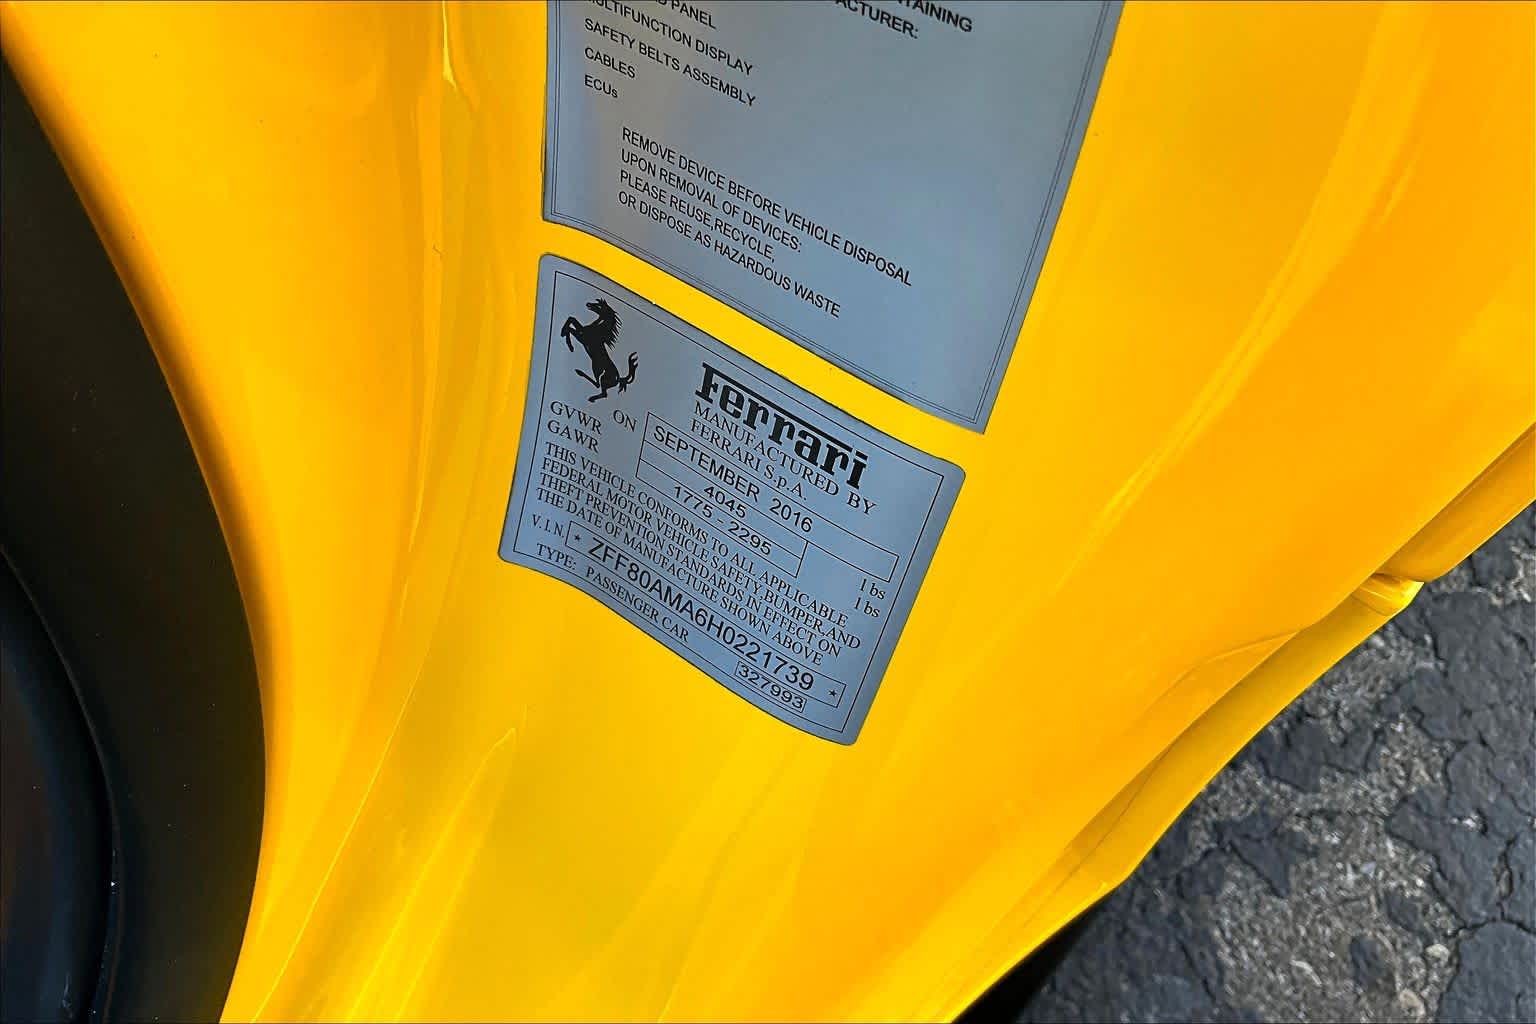 TAINING
PANEL
MULTIFUNCTION DISPLAY
SAFETY BELTS ASSEMBLY
CABLES
ECUs
REMOVE DEVICE BEFORE VEHICLE DISPOSAL
UPON REMOVAL OF DEVICES:
PLEASE REUSE,RECYCLE,
OR DISPOSE AS HAZARDOUS WASTE
Ferrari
MANUFACTURED BY
FERRARI S.p.A.
ON SEPTEMBER 2016
GVWR 4045 lbs
GAWR 1775 - 2295 lbs
THIS VEHICLE CONFORMS TO ALL APPLICABLE
FEDERAL MOTOR VEHICLE SAFETY,BUMPER,AND
THEFT PREVENTION STANDARDS IN EFFECT ON
THE DATE OF MANUFACTURE SHOWN ABOVE
V.I.N. * ZFF80AMA6H0221739 *
TYPE: PASSENGER CAR 327993